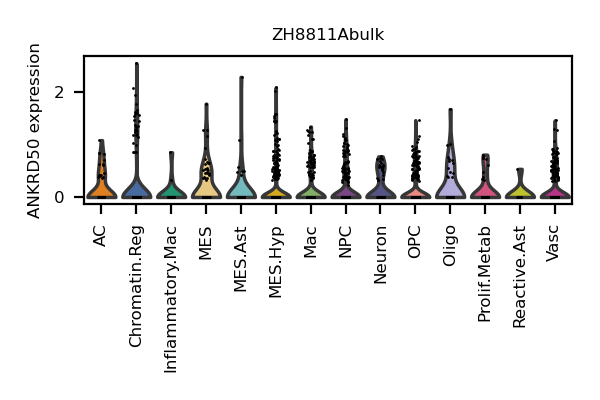 ZH8811Abulk
ANKRD50 expression
2
0
AC
Chromatin.Reg
Inflammatory.Mac
MES
MES.Ast
MES.Hyp
Mac
NPC
Neuron
OPC
Oligo
Prolif.Metab
Reactive.Ast
Vasc